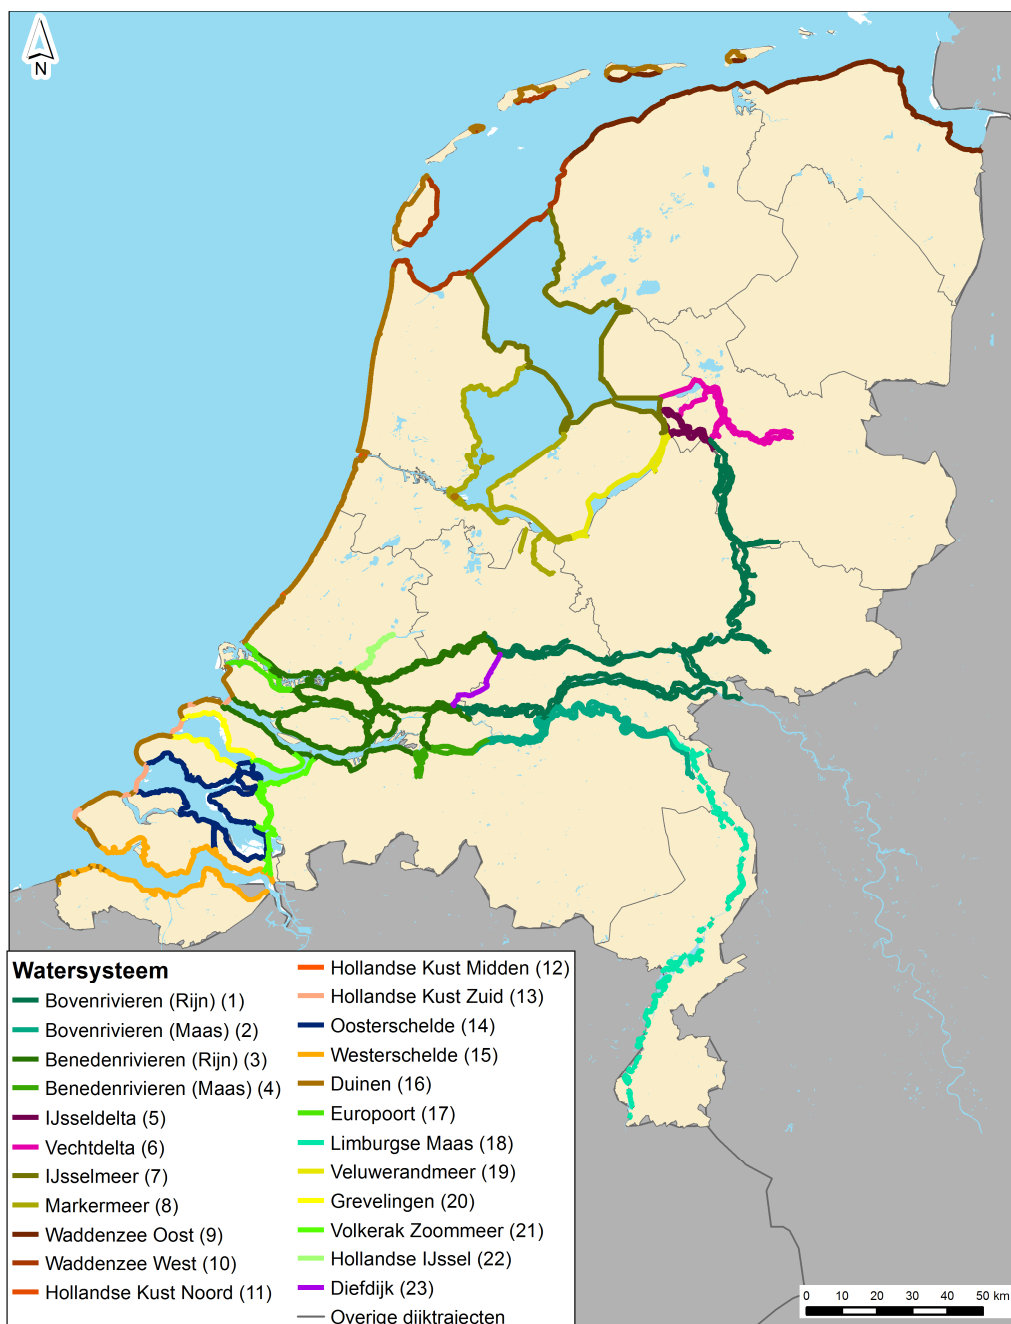 N
Watersysteem
Bovenrivieren (Rijn) (1)
Bovenrivieren (Maas) (2)
Benedenrivieren (Rijn) (3)
Benedenrivieren (Maas) (4)
IJsseldelta (5)
Vechtdelta (6)
IJsselmeer (7)
Markermeer (8)
Waddenzee Oost (9)
Waddenzee West (10)
Hollandse Kust Noord (11)
Hollandse Kust Midden (12)
Hollandse Kust Zuid (13)
Oosterschelde (14)
Westerschelde (15)
Duinen (16)
Europoort (17)
Limburgse Maas (18)
Veluwerandmeer (19)
Grevelingen (20)
Volkerak Zoommeer (21)
Hollandse IJssel (22)
Diefdijk (23)
Overige dijktrajecten
0 10 20 30 40 50 km